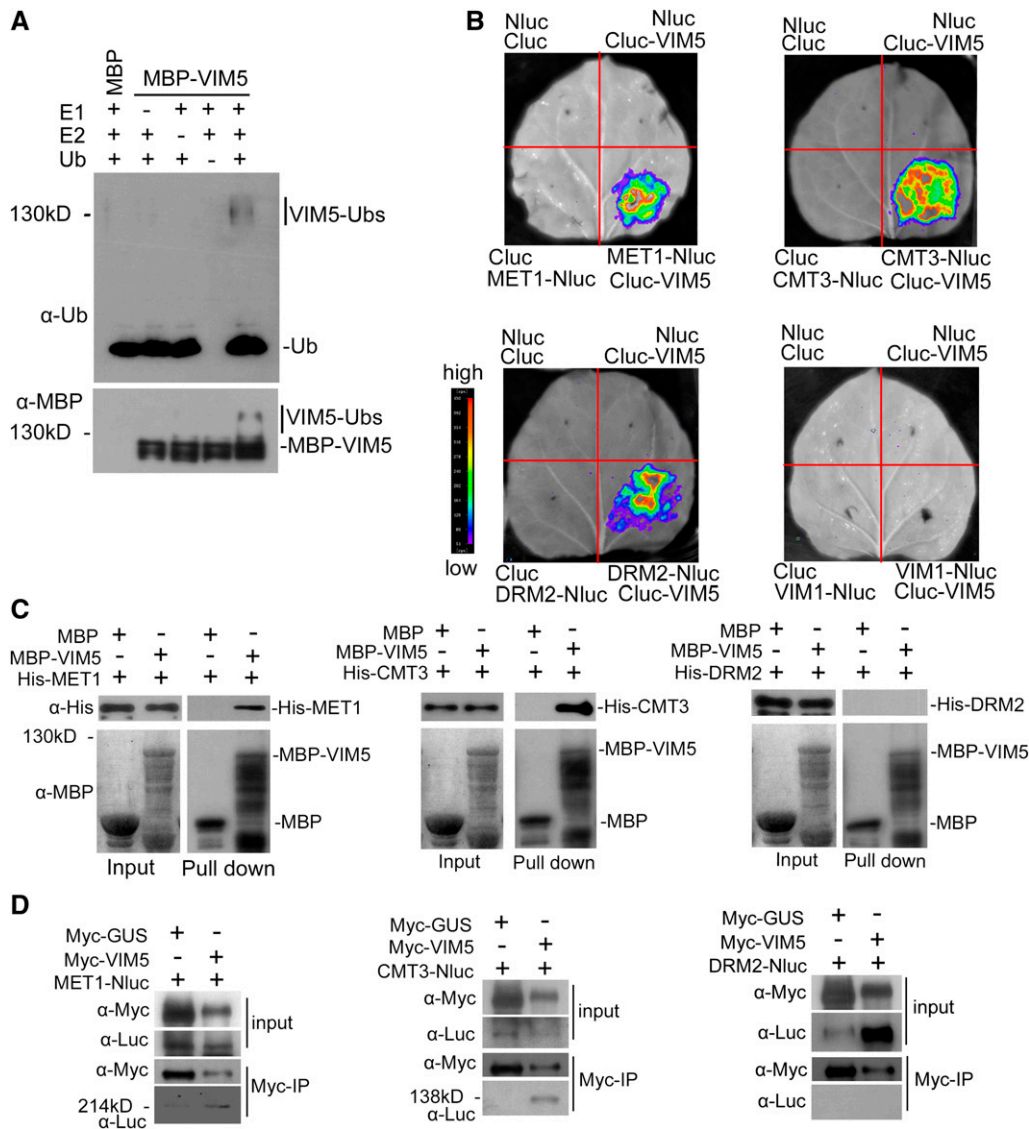 A
MBP
MBP-VIM5
E1 + - + + +
E2 + + - + +
Ub + + + - +
130kD -
VIM5-Ubs
α-Ub
-Ub
α-MBP
130kD -
VIM5-Ubs
-MBP-VIM5
B
Nluc
Cluc
Nluc
Cluc-VIM5
Cluc
MET1-Nluc
MET1-Nluc
Cluc-VIM5
Nluc
Cluc
Nluc
Cluc-VIM5
Cluc
CMT3-Nluc
CMT3-Nluc
Cluc-VIM5
high
low
Nluc
Cluc
Nluc
Cluc-VIM5
Cluc
DRM2-Nluc
DRM2-Nluc
Cluc-VIM5
Nluc
Cluc
Nluc
Cluc-VIM5
Cluc
VIM1-Nluc
VIM1-Nluc
Cluc-VIM5
C
MBP + - + -
MBP-VIM5 - + - +
His-MET1 + + + +
α-His
-His-MET1
130kD -
-MBP-VIM5
α-MBP
-MBP
Input
Pull down
MBP + - + -
MBP-VIM5 - + - +
His-CMT3 + + + +
-His-CMT3
-MBP-VIM5
-MBP
Input
Pull down
MBP + - + -
MBP-VIM5 - + - +
His-DRM2 + + + +
-His-DRM2
-MBP-VIM5
-MBP
Input
Pull down
D
Myc-GUS + -
Myc-VIM5 - +
MET1-Nluc + +
α-Myc
α-Luc
input
α-Myc
214kD -
α-Luc
Myc-IP
Myc-GUS + -
Myc-VIM5 - +
CMT3-Nluc + +
α-Myc
α-Luc
input
α-Myc
138kD -
α-Luc
Myc-IP
Myc-GUS + -
Myc-VIM5 - +
DRM2-Nluc + +
α-Myc
α-Luc
input
α-Myc
α-Luc
Myc-IP